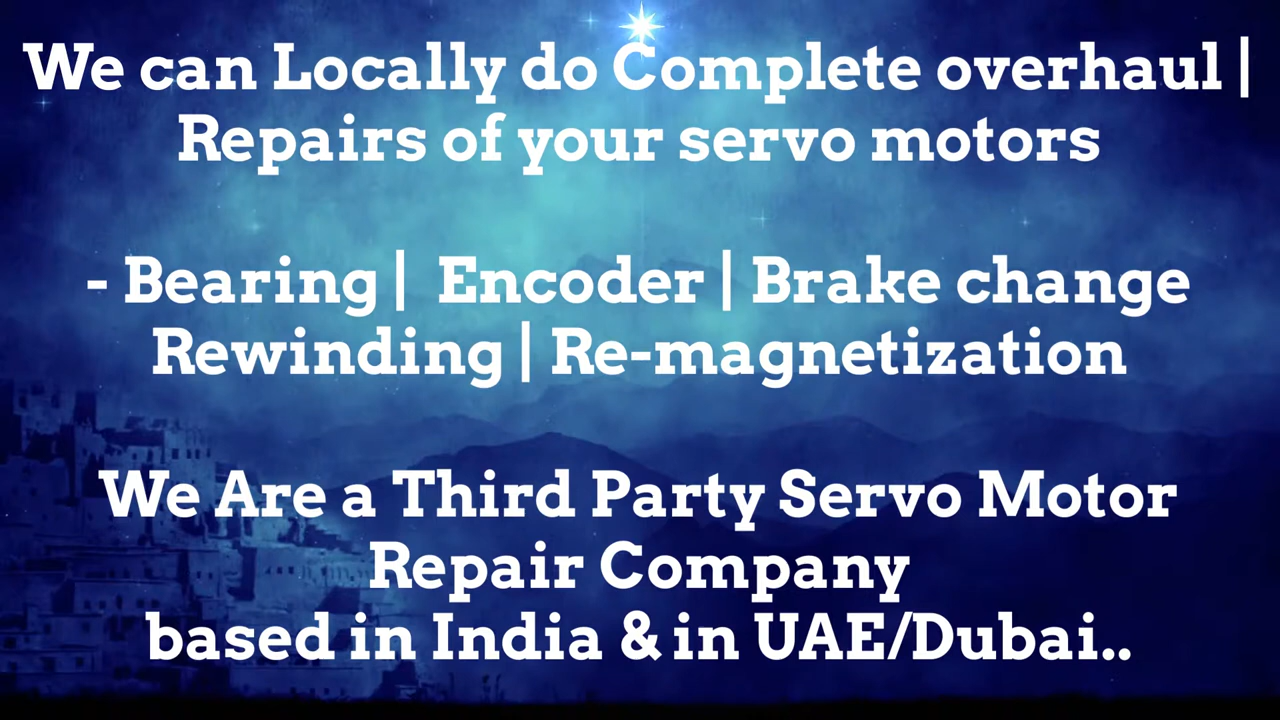 We can Locally do Complete overhaul |
Repairs of your servo motors
- Bearing |  Encoder | Brake change
Rewinding | Re-magnetization
We Are a Third Party Servo Motor
Repair Company
based in India & in UAE/Dubai..